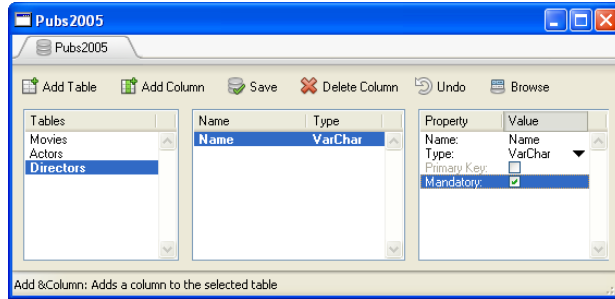 Pubs2005
Pubs2005
Add Table Add Column Save Delete Column Undo Browse
Tables Name Type Property Value
Movies Name VarChar Name: Name
Actors Type: VarChar
Directors Primary Key:
Mandatory:
Add &Column: Adds a column to the selected table